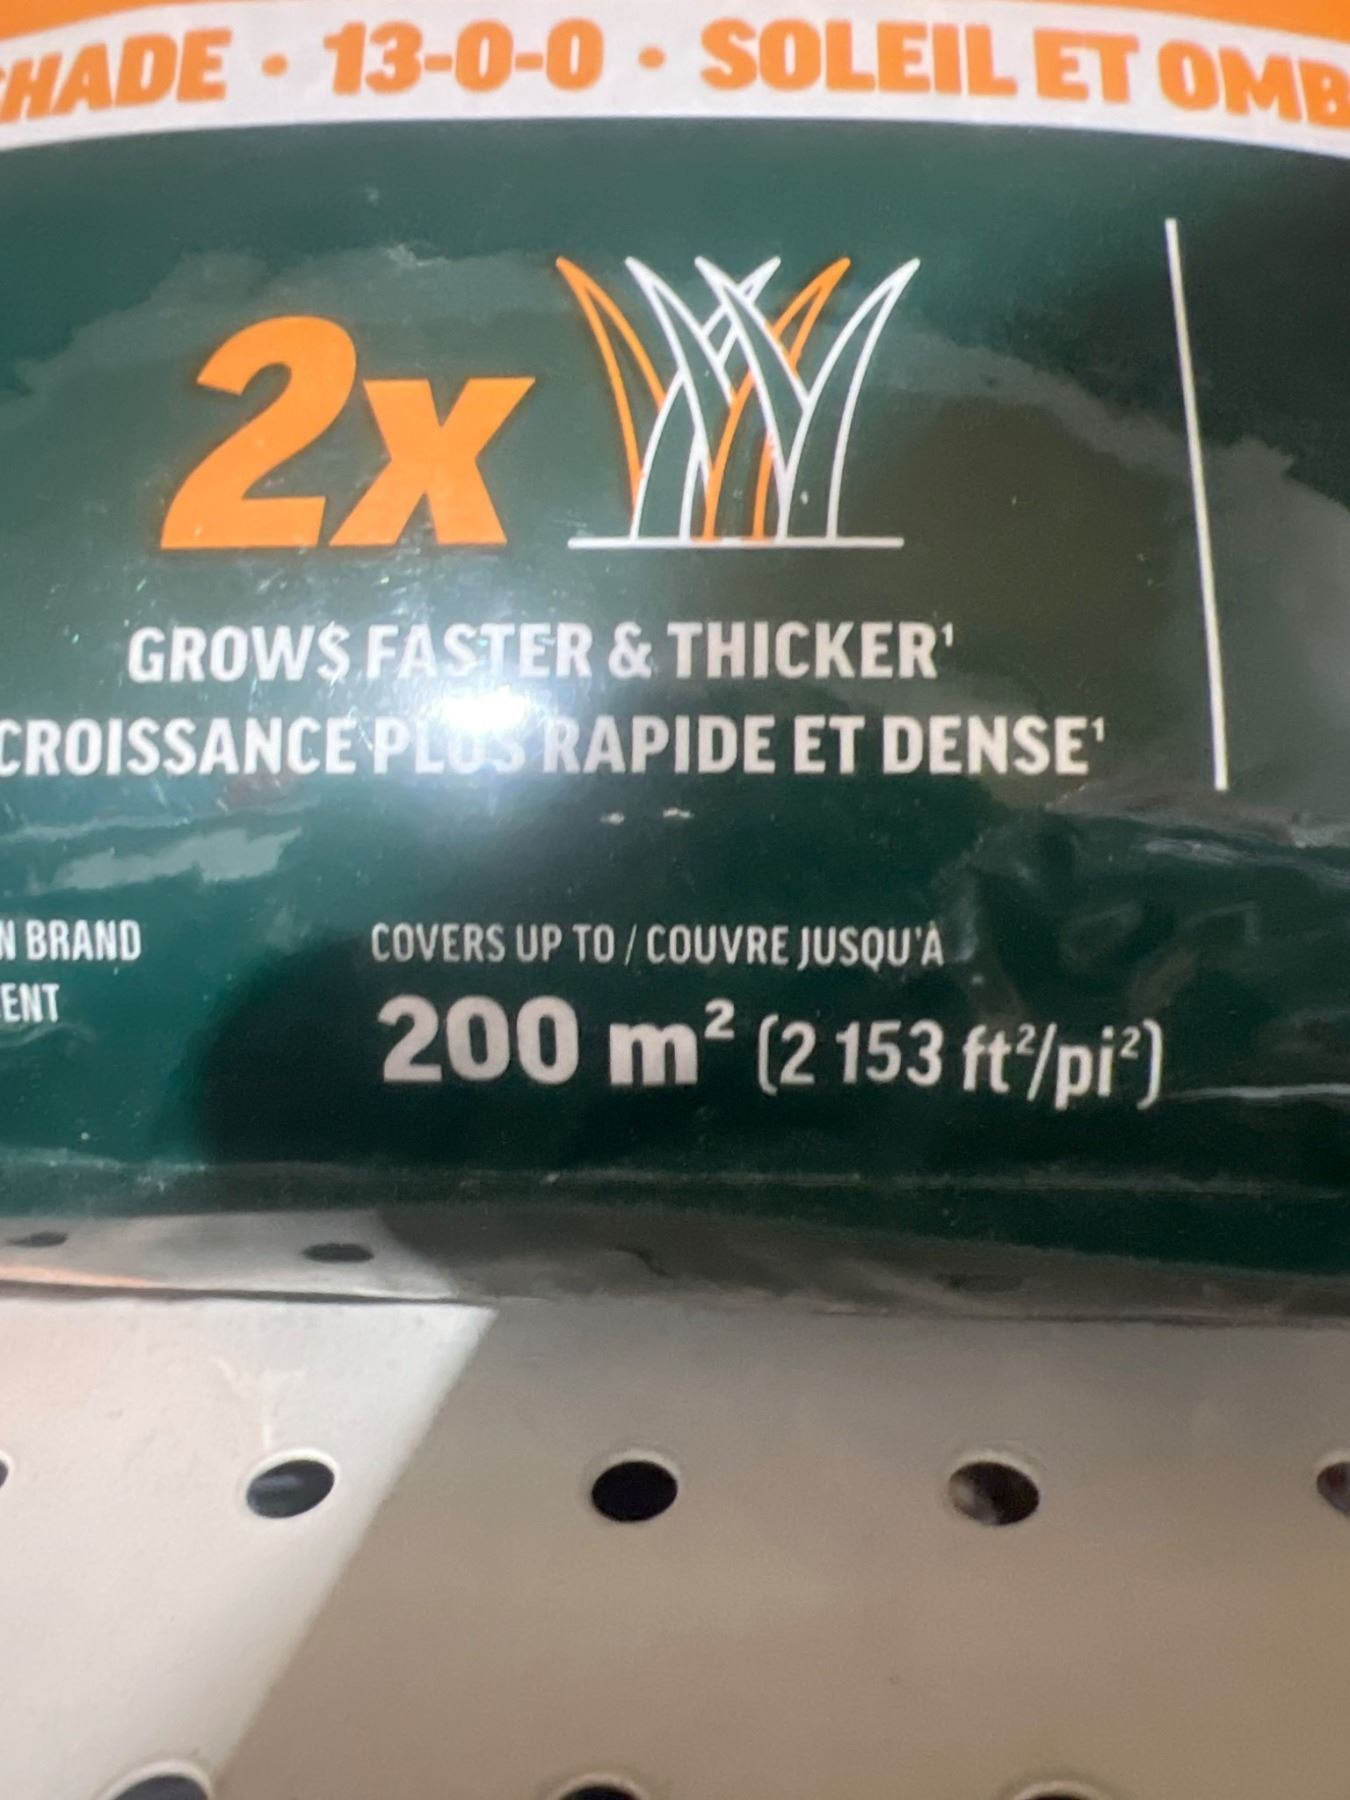 HADE • 13-0-0 • SOLEIL ET OMB
2x
GROWS FASTER & THICKER¹
CROISSANCE PLUS RAPIDE ET DENSE¹
N BRAND
ENT
COVERS UP TO / COUVRE JUSQU'À
200 m² (2 153 ft²/pi²)